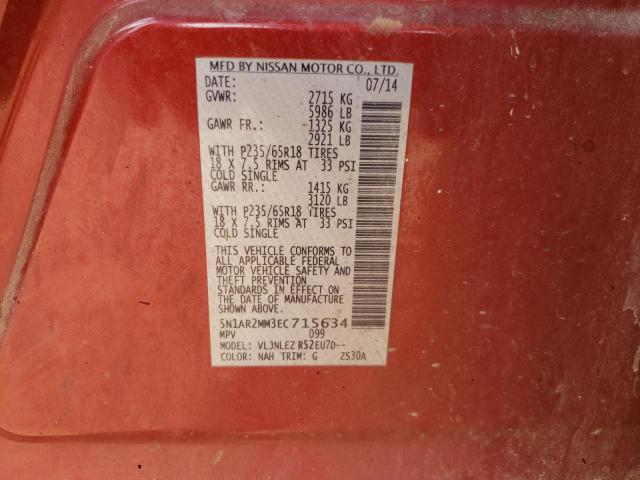 MFD BY NISSAN MOTOR CO., LTD.
DATE: 07/14
GVWR: 2715 KG
5986 LB
GAWR FR.: 1325 KG
2921 LB
WITH P235/65R18 TIRES
18 X 7.5 RIMS AT 33 PSI
COLD SINGLE
GAWR RR.: 1415 KG
3120 LB
WITH P235/65R18 TIRES
18 X 7.5 RIMS AT 33 PSI
COLD SINGLE
THIS VEHICLE CONFORMS TO
ALL APPLICABLE FEDERAL
MOTOR VEHICLE SAFETY AND
THEFT PREVENTION
STANDARDS IN EFFECT ON
THE DATE OF MANUFACTURE
SHOWN ABOVE.
5N1AR2MM3EC715634
MPV 099
MODEL: VLJNLEZ R52EU7D--
COLOR: NAH TRIM: G ZS30A